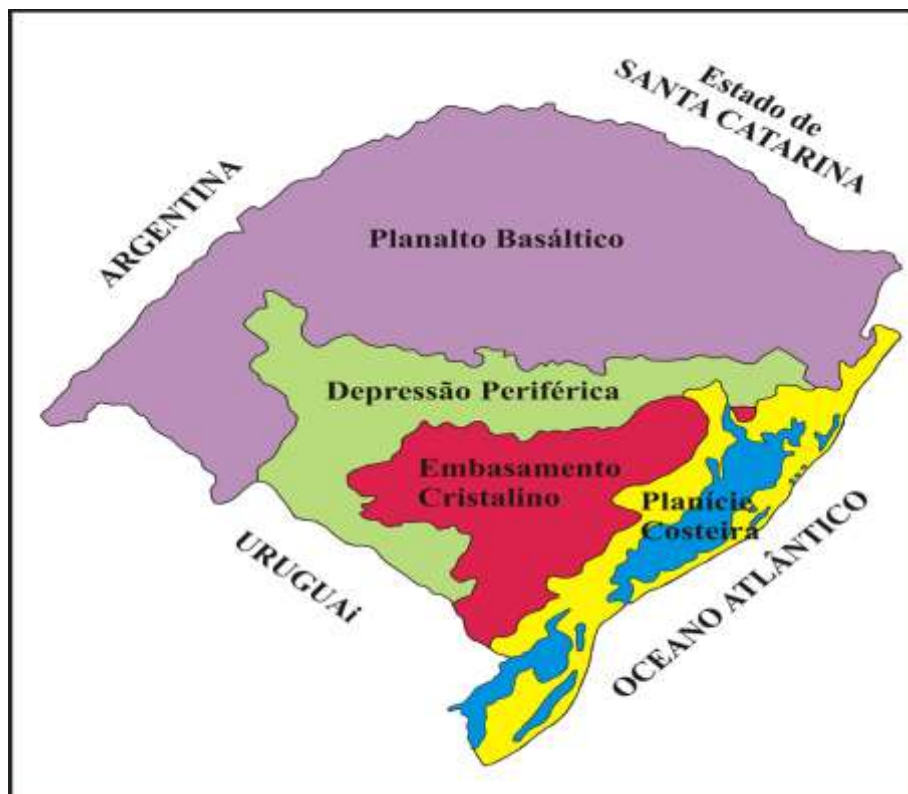 Estado de
SANTA CATARINA
ARGENTINA
Planalto Basáltico
Depressão Periférica
Embasamento
Cristalino
Planície
Costeira
URUGUAi
OCEANO ATLÂNTICO